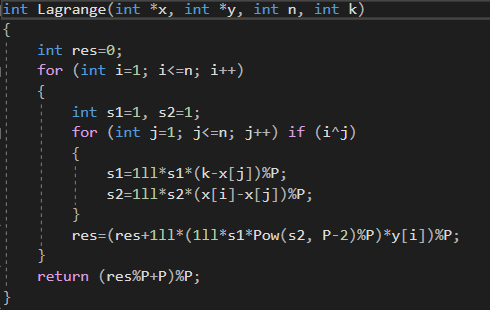 int Lagrange(int *x, int *y, int n, int k)
{
    int res=0;
    for (int i=1; i<=n; i++)
    {
        int s1=1, s2=1;
        for (int j=1; j<=n; j++) if (i^j)
        {
            s1=1ll*s1*(k-x[j])%P;
            s2=1ll*s2*(x[i]-x[j])%P;
        }
        res=(res+1ll*(1ll*s1*Pow(s2, P-2)%P)*y[i])%P;
    }
    return (res%P+P)%P;
}